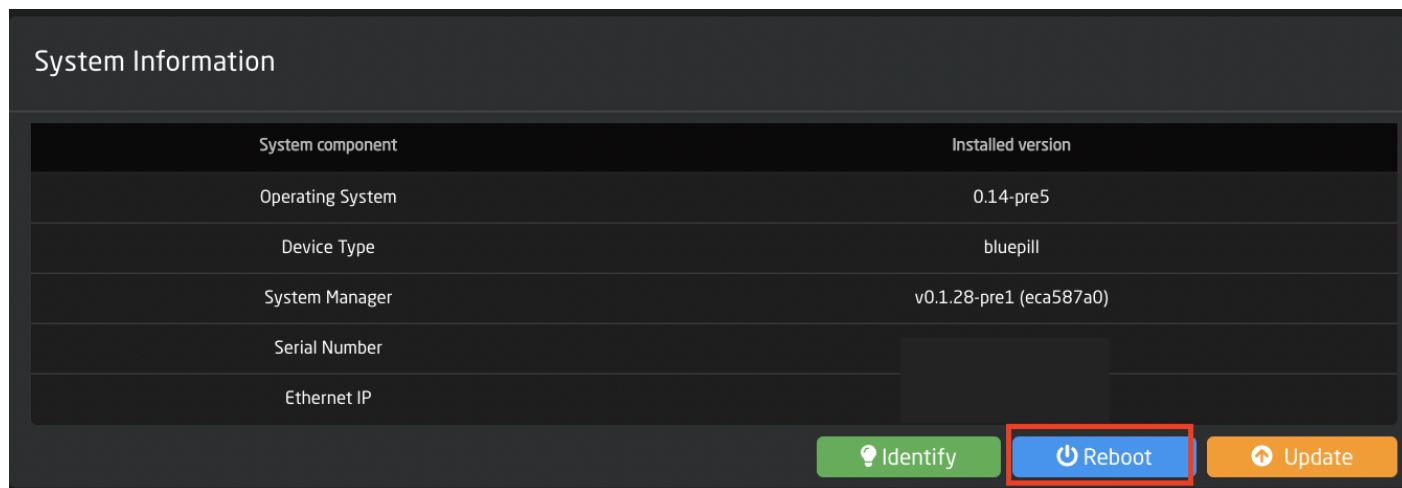 System Information
System component Installed version
Operating System 0.14-pre5
Device Type bluepill
System Manager v0.1.28-pre1 (eca587a0)
Serial Number
Ethernet IP
Identify Reboot Update